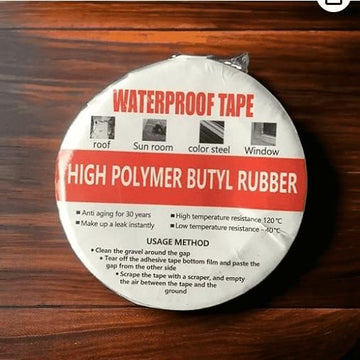 WATERPROOF TAPE
roof Sun room color steel Window
HIGH POLYMER BUTYL RUBBER
▪ Anti aging for 30 years ▪ High temperature resistance 120℃
▪ Make up a leak instantly ▪ Low temperature resistance -40℃
USAGE METHOD
• Clean the gravel around the gap
• Tear off the adhesive tape bottom film and paste the
gap from the other side
• Scrape the tape with a scraper, and empty
the air between the tape and the
ground